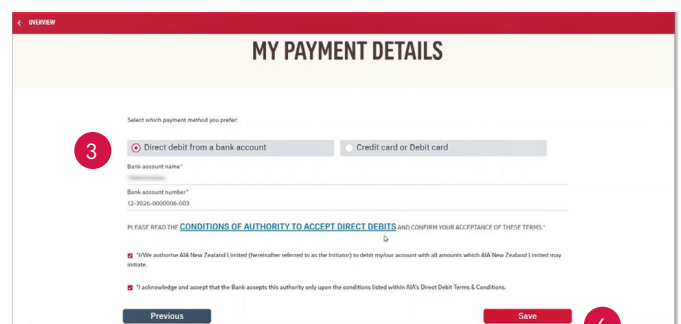 OVERVIEW
MY PAYMENT DETAILS
Select which payment method you prefer:
3
Direct debit from a bank account
Credit card or Debit card
Bank account name*
Bank account number*
12-3026-0000006-003
PLEASE READ THE CONDITIONS OF AUTHORITY TO ACCEPT DIRECT DEBITS AND CONFIRM YOUR ACCEPTANCE OF THESE TERMS.*
*I/We authorise AIA New Zealand Limited (hereinafter referred to as the Initiator) to debit my/our account with all amounts which AIA New Zealand Limited may
initiate.
*I acknowledge and accept that the Bank accepts this authority only upon the conditions listed within AIA's Direct Debit Terms & Conditions.
Previous
Save